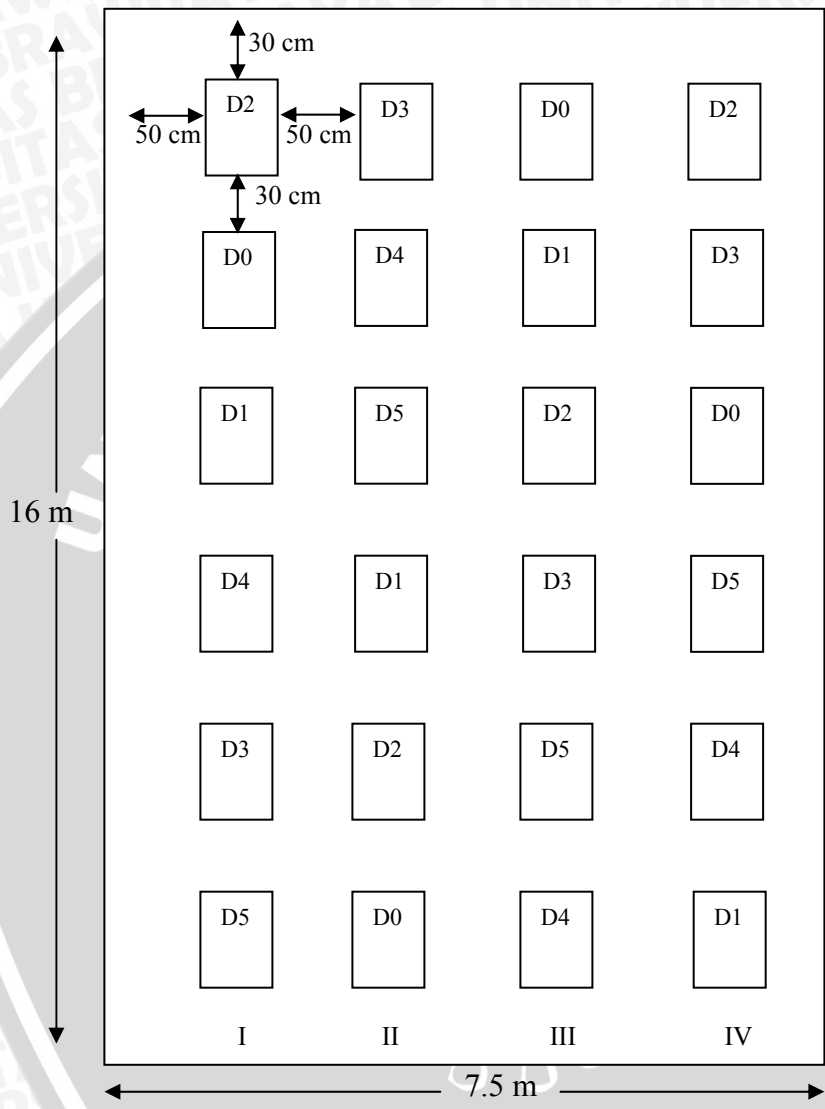 30 cm
D2 D3 D0 D2
50 cm 50 cm
30 cm
D0 D4 D1 D3
D1 D5 D2 D0
16 m
D4 D1 D3 D5
D3 D2 D5 D4
D5 D0 D4 D1
I II III IV
7.5 m